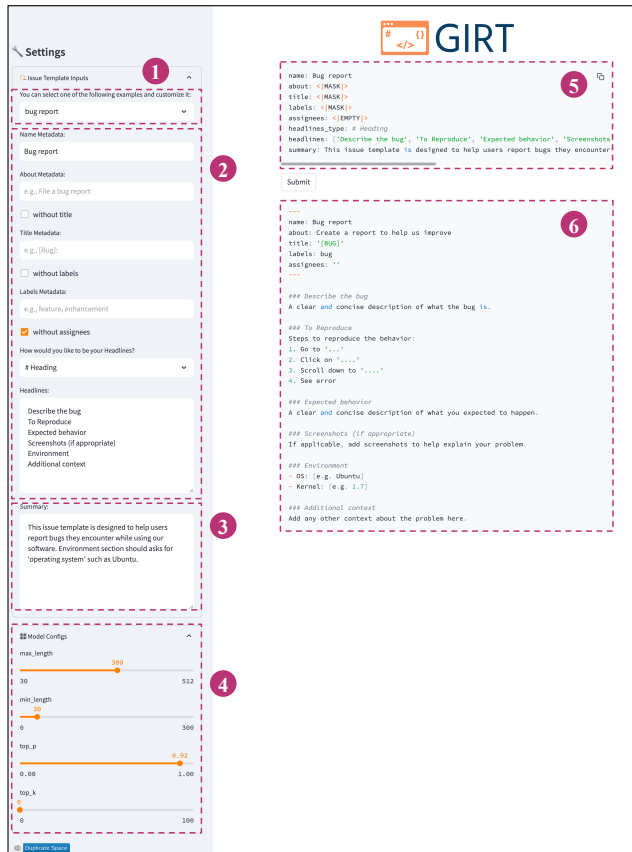 Settings
1
Issue Template Inputs
You can select one of the following examples and customize it:
bug report
2
Name Metadata:
Bug report
About Metadata:
e.g., File a bug report
without title
Title Metadata:
e.g., [Bug]:
without labels
Labels Metadata:
e.g., feature, enhancement
without assignees
How would you like to be your Headlines?
# Heading
Headlines:
Describe the bug
To Reproduce
Expected behavior
Screenshots (if appropriate)
Environment
Additional context
3
Summary:
This issue template is designed to help users
report bugs they encounter while using our
software. Environment section should asks for
'operating system' such as Ubuntu.
4
Model Configs
max_length
300
30 512
min_length
30
0 300
top_p
0.92
0.00 1.00
top_k
0
0 100
Duplicate Space
# {} </>
GIRT
5
name: Bug report
about: <|MASK|>
title: <|MASK|>
labels: <|MASK|>
assignees: <|EMPTY|>
headlines_type: # Heading
headlines: ['Describe the bug', 'To Reproduce', 'Expected behavior', 'Screenshots
summary: This issue template is designed to help users report bugs they encounter
Submit
6
---
name: Bug report
about: Create a report to help us improve
title: '[BUG]'
labels: bug
assignees: ''
---
### Describe the bug
A clear and concise description of what the bug is.
### To Reproduce
Steps to reproduce the behavior:
1. Go to '...'
2. Click on '....'
3. Scroll down to '....'
4. See error
### Expected behavior
A clear and concise description of what you expected to happen.
### Screenshots (if appropriate)
If applicable, add screenshots to help explain your problem.
### Environment
- OS: [e.g. Ubuntu]
- Kernel: [e.g. 1.7]
### Additional context
Add any other context about the problem here.